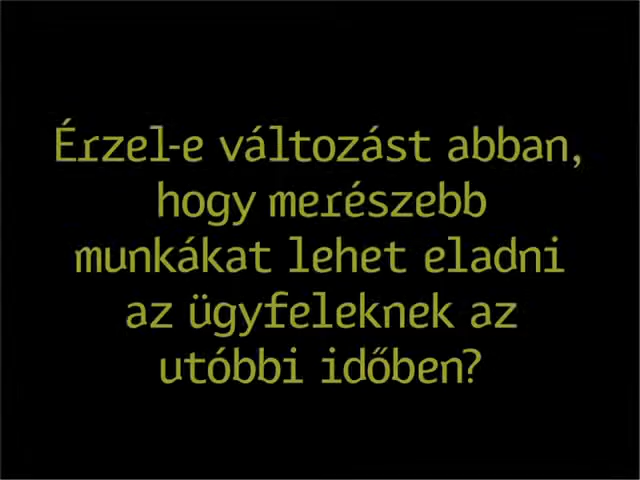 Érzel-e változást abban,
hogy merészebb
munkákat lehet eladni
az ügyfeleknek az
utóbbi időben?